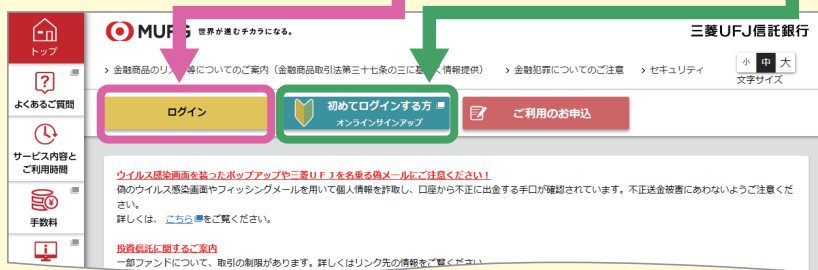 トップ
よくあるご質問
サービス内容と
ご利用時間
手数料
MUFG 世界が進むチカラになる。
三菱UFJ信託銀行
金融商品のリ 等についてのご案内（金融商品取引法第三十七条の三に基 く情報提供） 金融犯罪についてのご注意 セキュリティ
小 中 大
文字サイズ
ログイン
初めてログインする方
オンラインサインアップ
ご利用のお申込
ウイルス感染画面を装ったポップアップや三菱ＵＦＪを名乗る偽メールにご注意ください！
偽のウイルス感染画面やフィッシングメールを用いて個人情報を詐取し、口座から不正に出金する手口が確認されています。不正送金被害にあわないようご注意くだ
さい。
詳しくは、 こちら をご覧ください。
投資信託に関するご案内
一部ファンドについて、取引の制限があります。詳しくはリンク先の情報をご覧ください